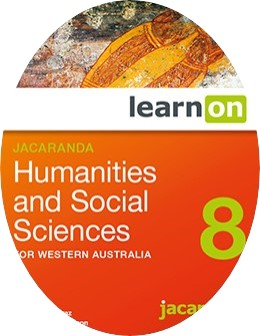 learnon
JACARANDA
Humanities
and Social
Sciences
8
OR WESTERN AUSTRALIA
jacar